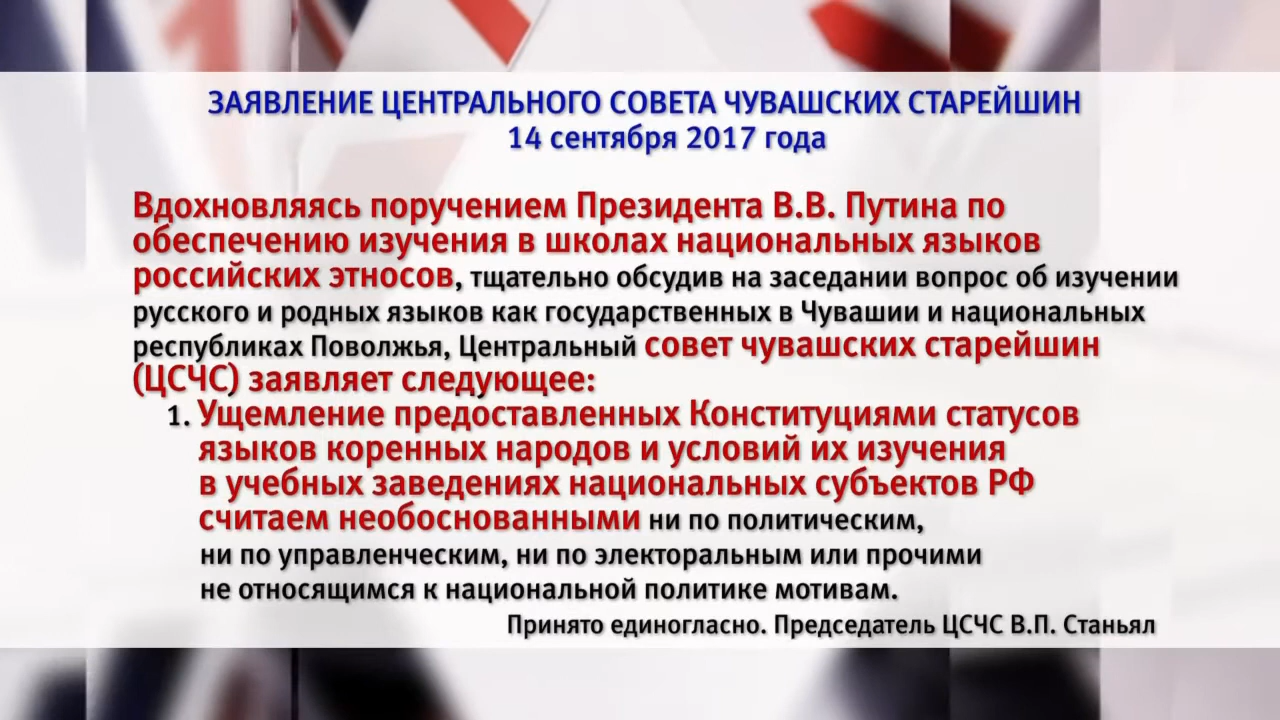 ЗАЯВЛЕНИЕ ЦЕНТРАЛЬНОГО СОВЕТА ЧУВАШСКИХ СТАРЕЙШИН
14 сентября 2017 года
Вдохновляясь поручением Президента В.В. Путина по
обеспечению изучения в школах национальных языков
российских этносов, тщательно обсудив на заседании вопрос об изучении
русского и родных языков как государственных в Чувашии и национальных
республиках Поволжья, Центральный совет чувашских старейшин
(ЦСЧС) заявляет следующее:
1. Ущемление предоставленных Конституциями статусов
языков коренных народов и условий их изучения
в учебных заведениях национальных субъектов РФ
считаем необоснованными ни по политическим,
ни по управленческим, ни по электоральным или прочими
не относящимся к национальной политике мотивам.
Принято единогласно. Председатель ЦСЧС В.П. Станьял